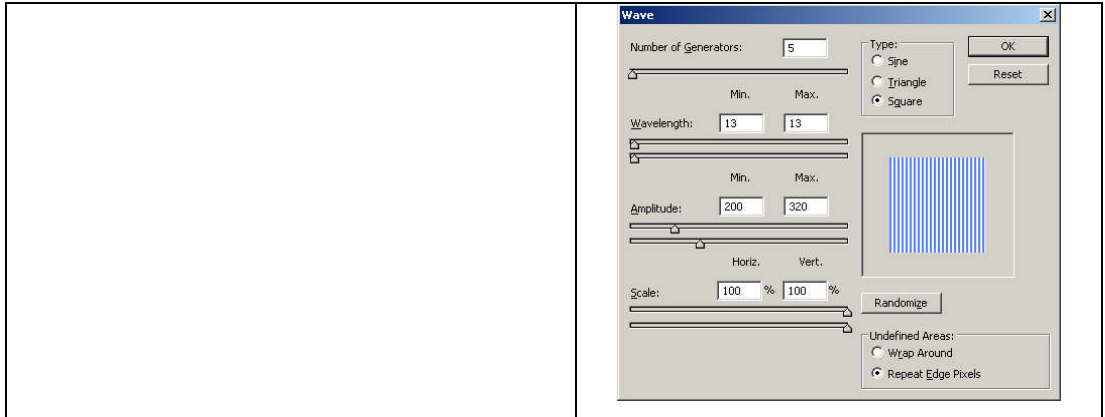 Wave
Number of Generators: 5
Type:
Sine
Triangle
Square
OK
Reset
Min. Max.
Wavelength: 13 13
Min. Max.
Amplitude: 200 320
Horiz. Vert.
Scale: 100 % 100 %
Randomize
Undefined Areas:
Wrap Around
Repeat Edge Pixels